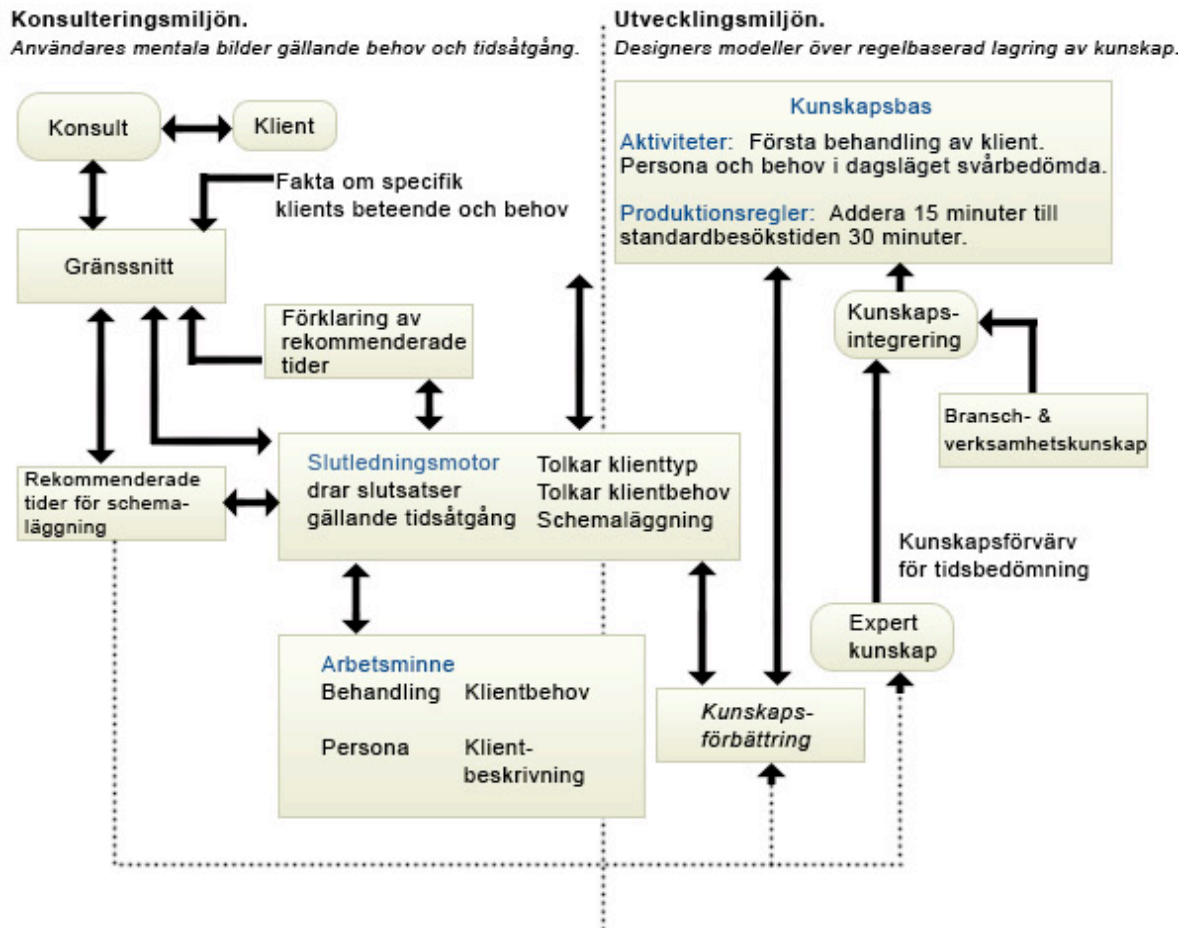 Konsulteringsmiljön.
Användares mentala bilder gällande behov och tidsåtgång.
Utvecklingsmiljön.
Designers modeller över regelbaserad lagring av kunskap.
Konsult
Klient
Fakta om specifik
klients beteende och behov
Gränssnitt
Förklaring av
rekommenderade
tider
Rekommenderade
tider för schema-
läggning
Slutledningsmotor
drar slutsatser
gällande tidsåtgång
Tolkar klienttyp
Tolkar klientbehov
Schemaläggning
Arbetsminne
Behandling Klientbehov
Persona Klient-
beskrivning
Kunskapsbas
Aktiviteter: Första behandling av klient.
Persona och behov i dagsläget svårbedömda.
Produktionsregler: Addera 15 minuter till
standardbesökstiden 30 minuter.
Kunskaps-
integrering
Bransch- &
verksamhetskunskap
Kunskapsförvärv
för tidsbedömning
Expert
kunskap
Kunskaps-
förbättring